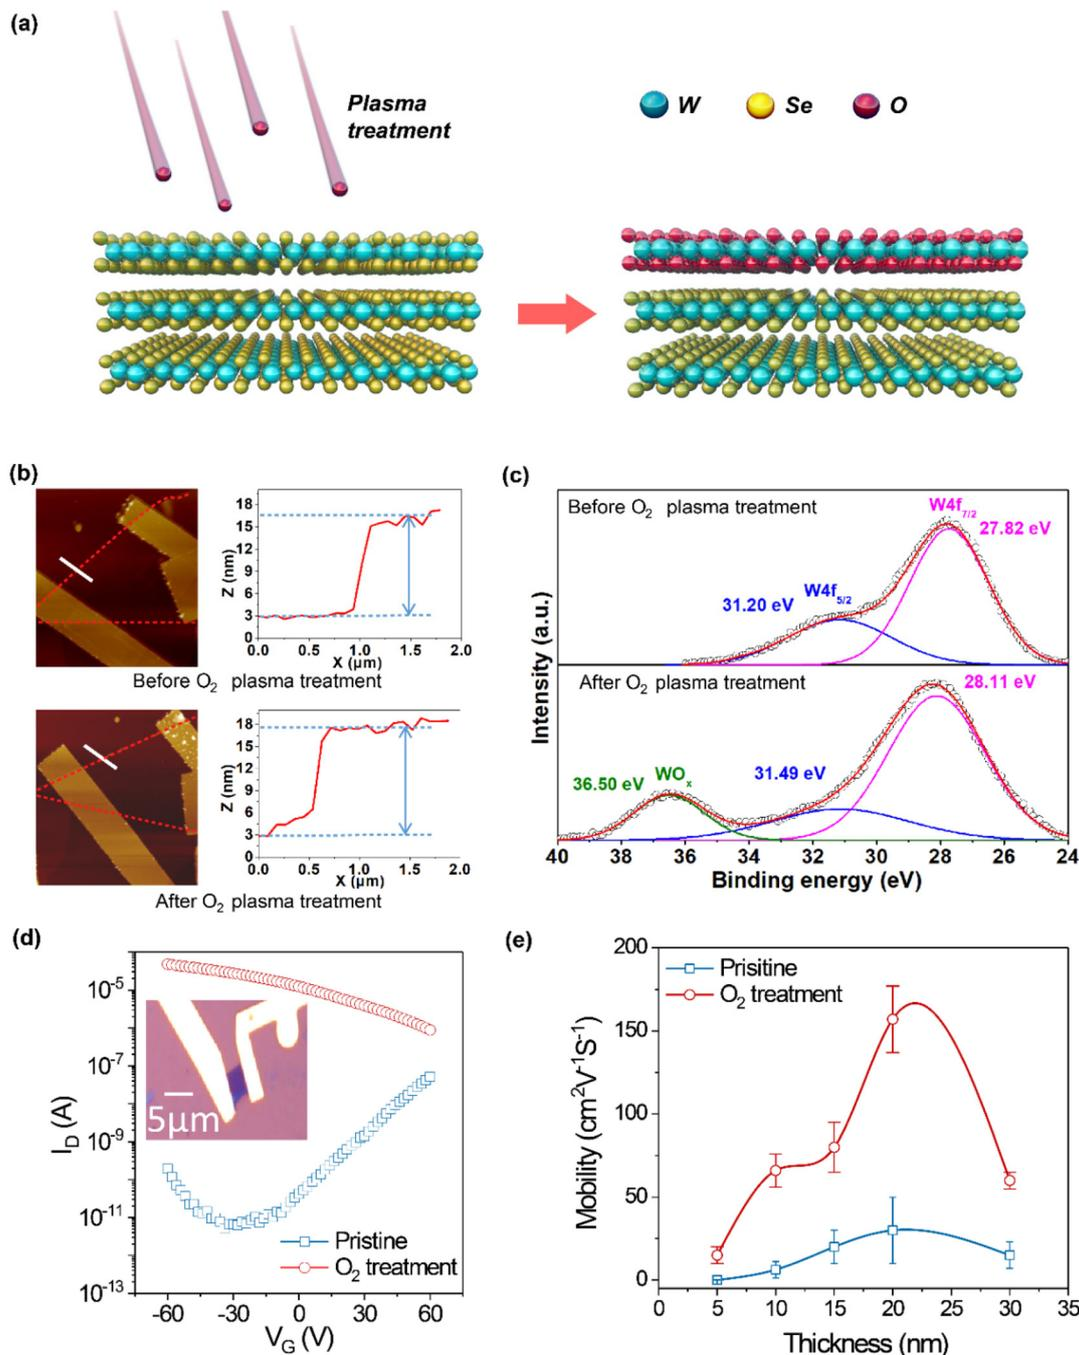 (a)
Plasma
treatment
W Se O
(b)
18
15
12
9
6
3
0
Z (nm)
0.0 0.5 1.0 1.5 2.0
X (µm)
Before O₂ plasma treatment
18
15
12
9
6
3
0
Z (nm)
0.0 0.5 1.0 1.5 2.0
X (µm)
After O₂ plasma treatment
(c)
Before O₂ plasma treatment
W4f₇/₂
27.82 eV
W4f₅/₂
31.20 eV
After O₂ plasma treatment
28.11 eV
31.49 eV
WOₓ
36.50 eV
Intensity (a.u.)
40 36 32 28 24
Binding energy (eV)
(d)
10⁻⁵
10⁻⁷
10⁻⁹
10⁻¹¹
10⁻¹³
I_D (A)
5µm
Pristine
O₂ treatment
-60 -30 0 30 60
V_G (V)
(e)
200
150
100
50
0
Mobility (cm²V⁻¹S⁻¹)
Prisitine
O₂ treatment
0 5 10 15 20 25 30 35
Thickness (nm)